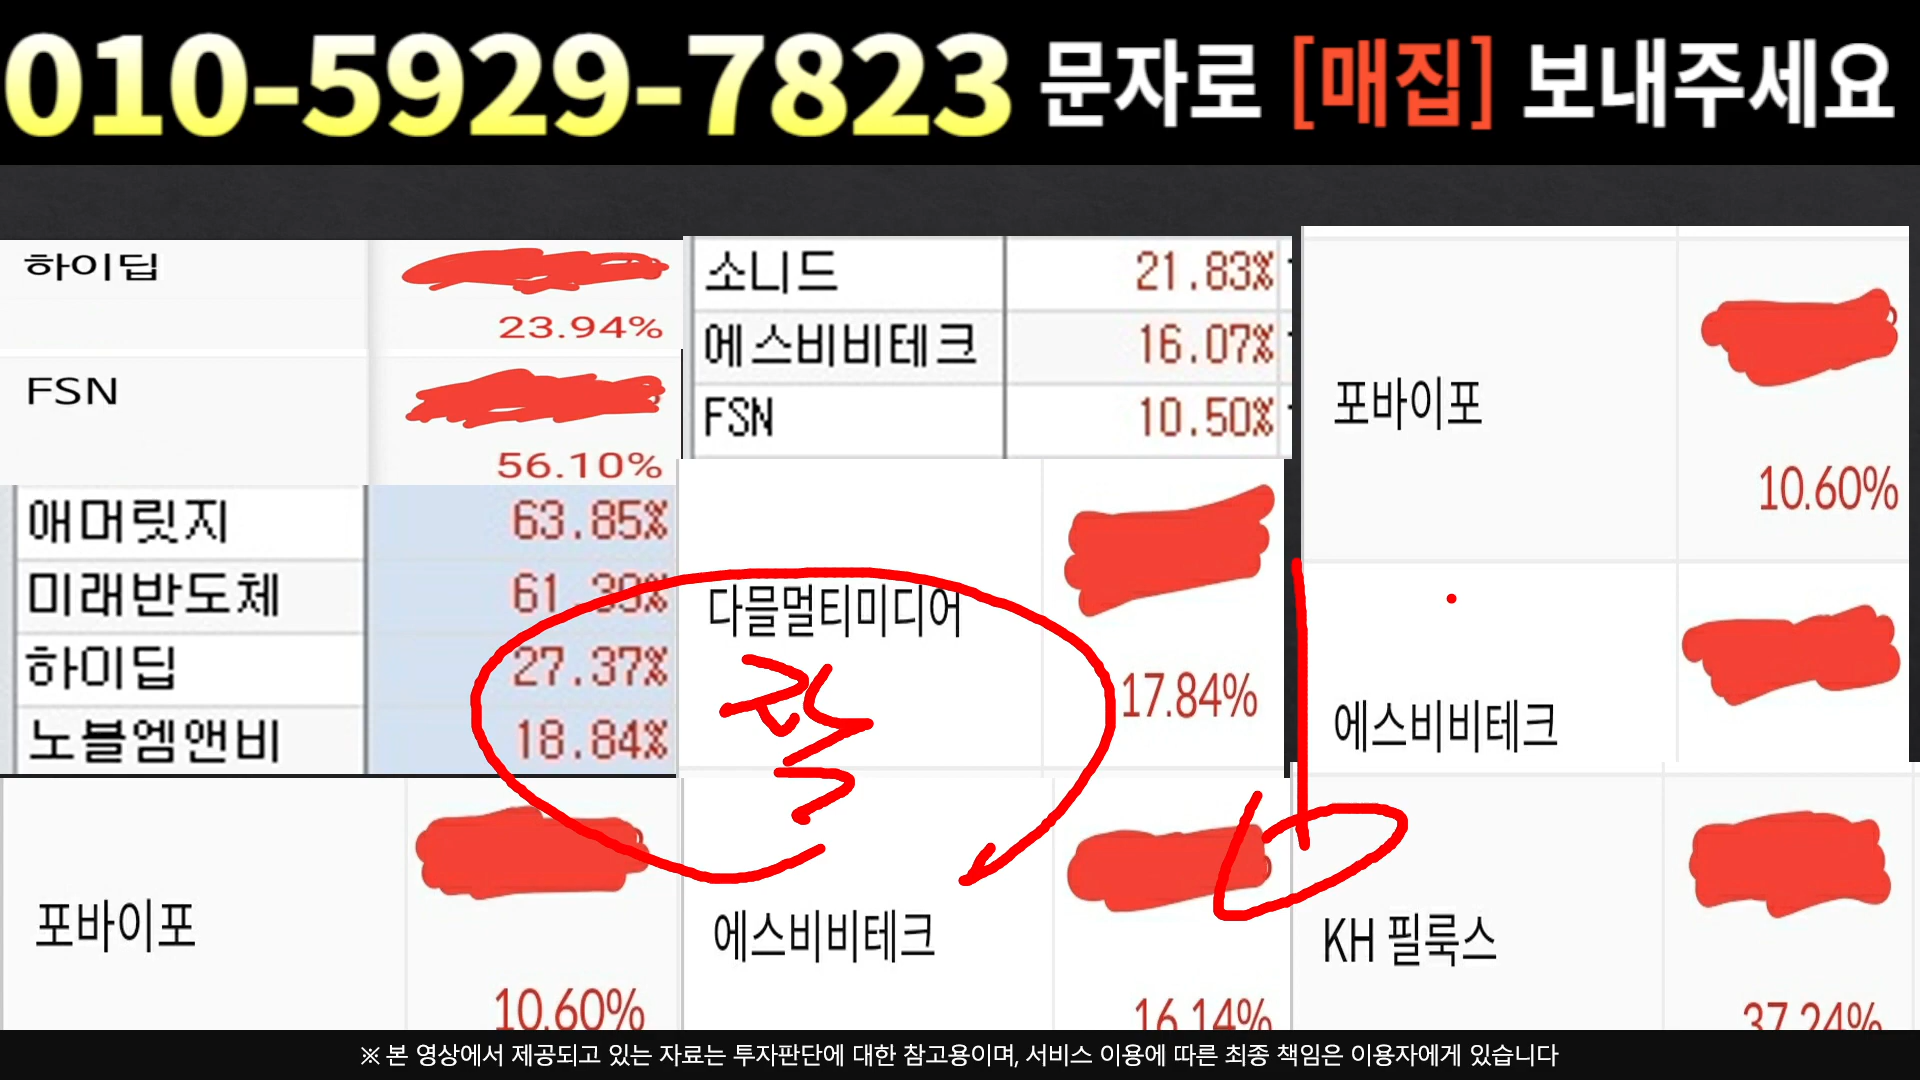 010-5929-7823 문자로 [매집] 보내주세요
하이딥
23.94%
FSN
56.10%
애머릿지 63.85%
미래반도체 61.39%
하이딥 27.37%
노블엠앤비 18.84%
소니드 21.83%
에스비비테크 16.07%
FSN 10.50%
다믈멀티미디어
17.84%
포바이포
10.60%
에스비비테크
포바이포
10.60%
에스비비테크
16.14%
KH 필룩스
37.24%
※ 본 영상에서 제공되고 있는 자료는 투자판단에 대한 참고용이며, 서비스 이용에 따른 최종 책임은 이용자에게 있습니다